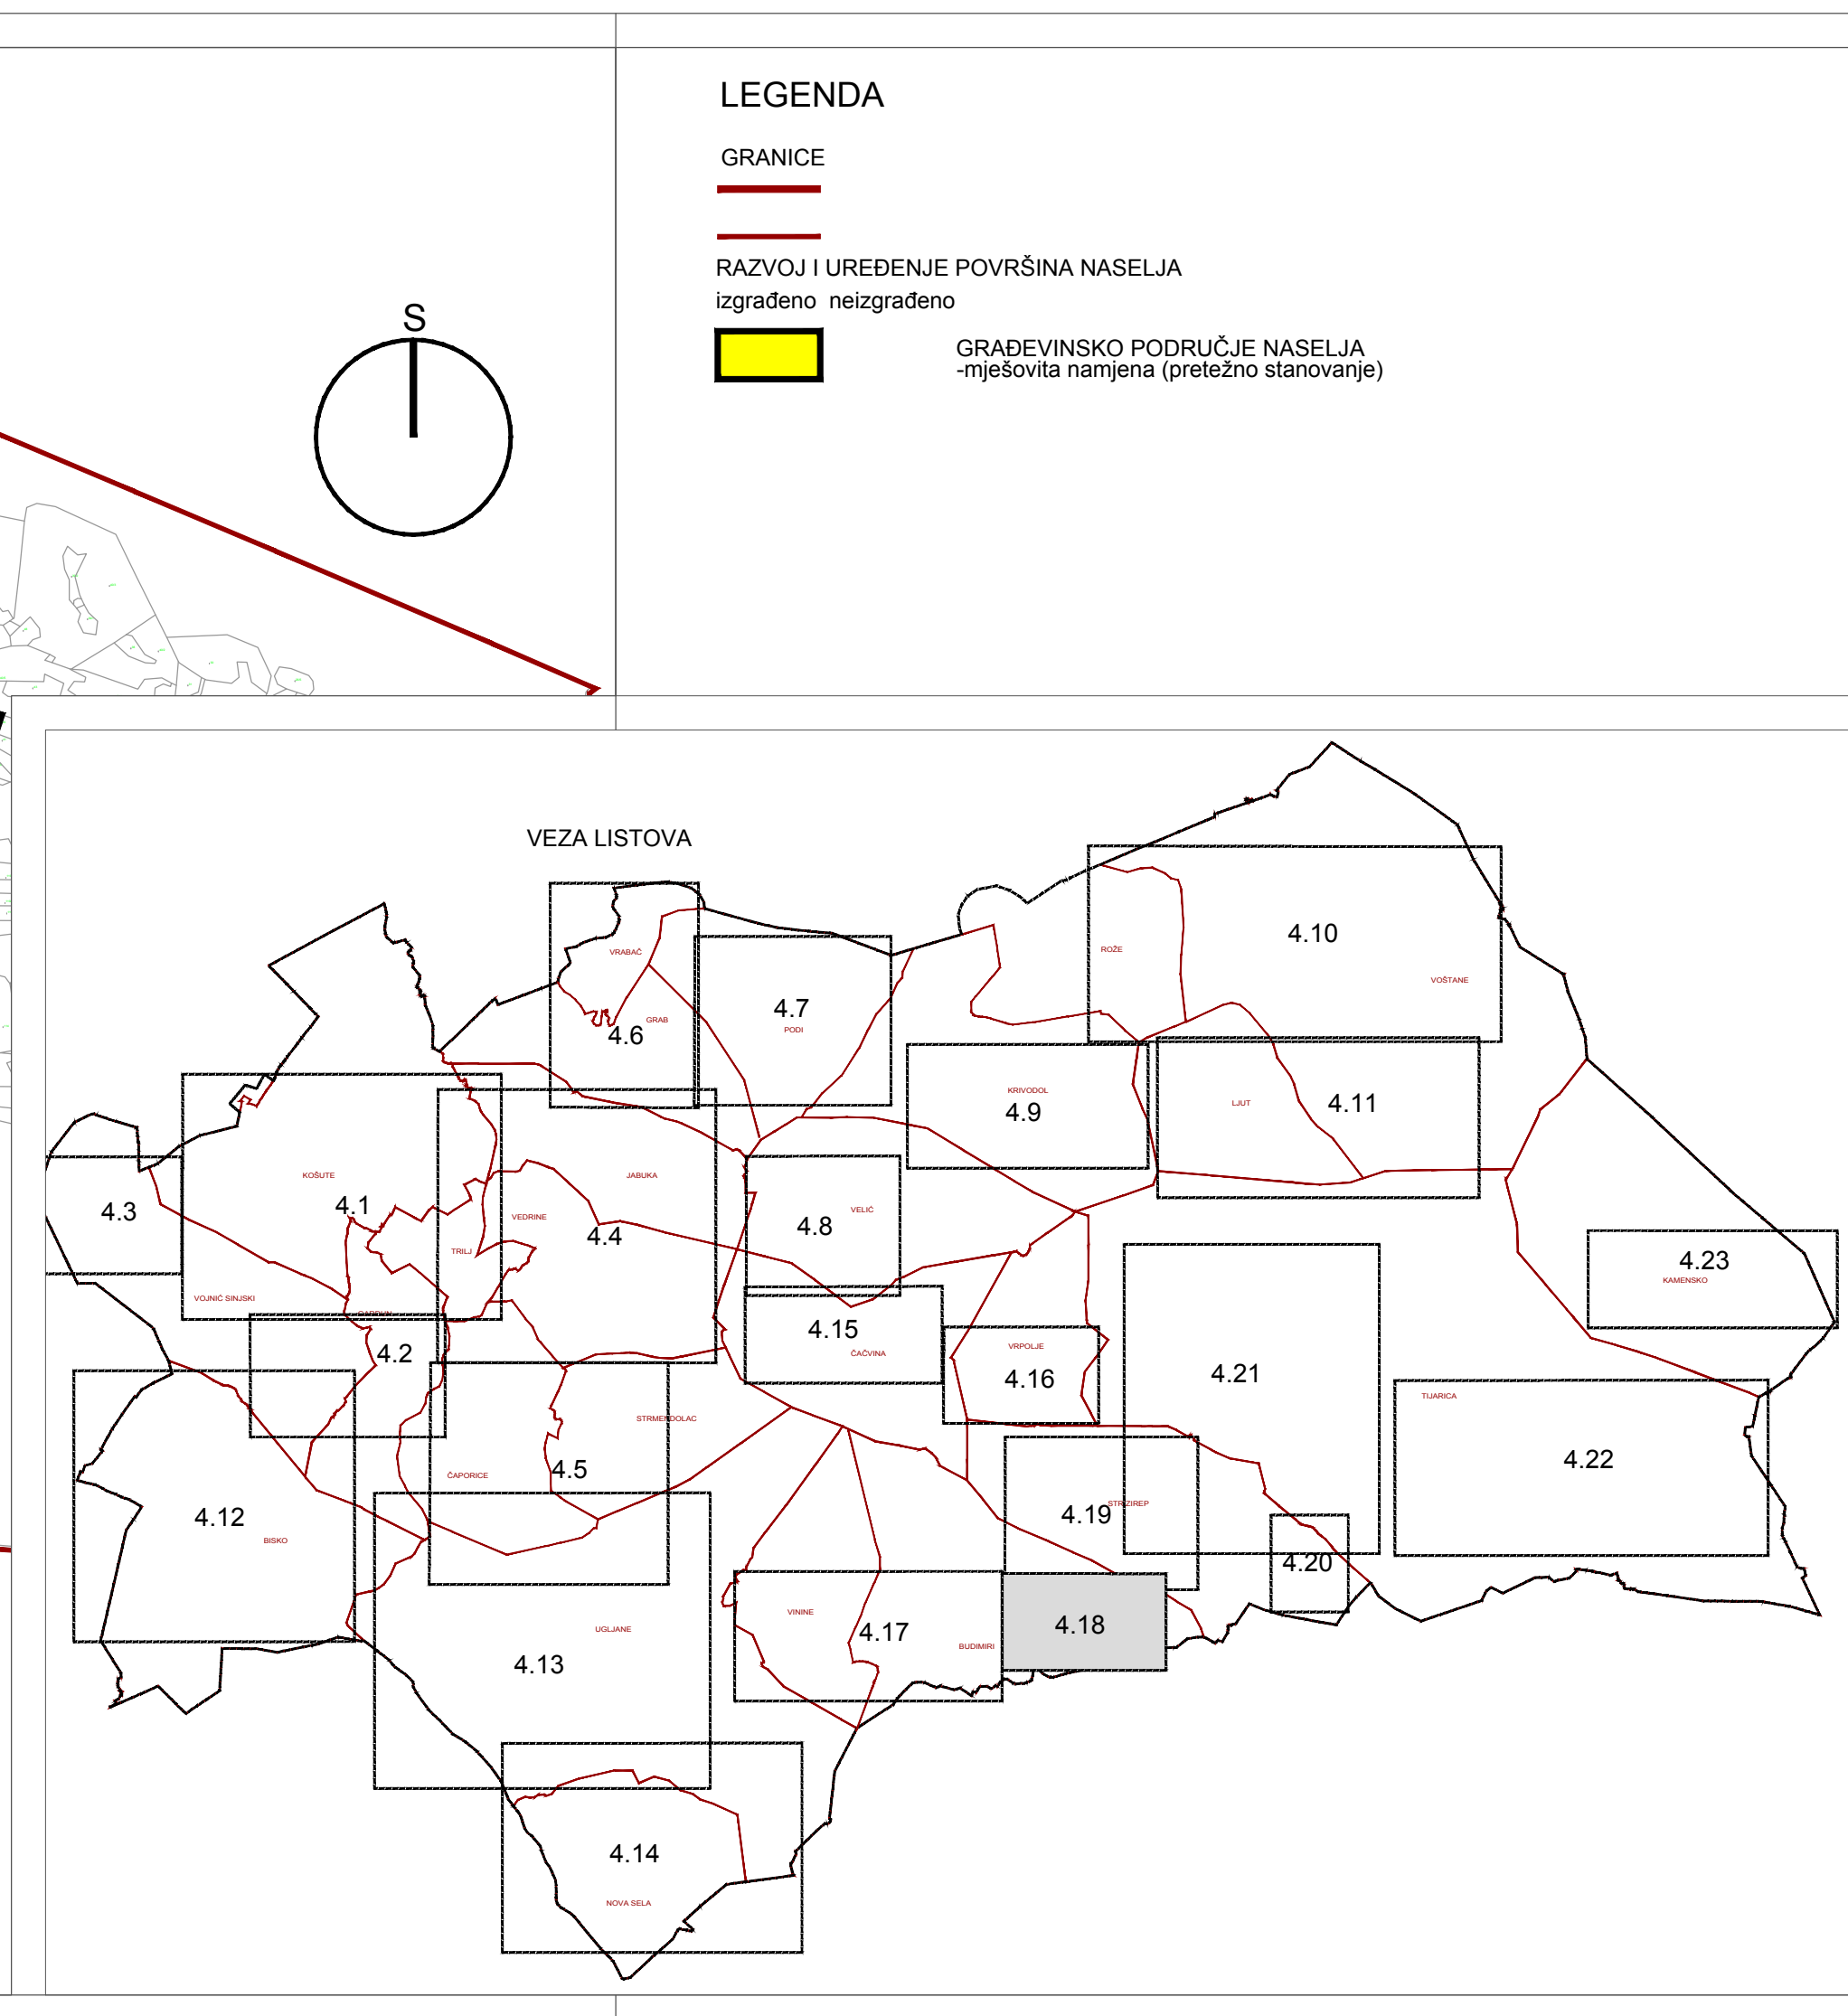 LEGENDA
GRANICE
RAZVOJ I UREĐENJE POVRŠINA NASELJA
izgrađeno neizgrađeno
GRAĐEVINSKO PODRUČJE NASELJA
-mješovita namjena (pretežno stanovanje)
S
VEZA LISTOVA
4.10
ROŽE
VRABAČ
VOŠTANE
4.7
GRAB
PODI
4.6
KRIVODOL
4.9
LJUT
4.11
KOŠUTE
JABUKA
4.1
4.3
VEDRINE
4.4
VELIĆ
4.8
TRILJ
4.23
KAMENSKO
VOJNIĆ SINJSKI
GARDUN
4.15
4.2
ČAČVINA
VRPOLJE
4.16
4.21
TIJARICA
STRMENDOLAC
4.5
ČAPORICE
4.22
4.12
STRIZIREP
4.19
BISKO
4.20
VININE
4.18
UGLJANE
4.17
BUDIMIRI
4.13
4.14
NOVA SELA